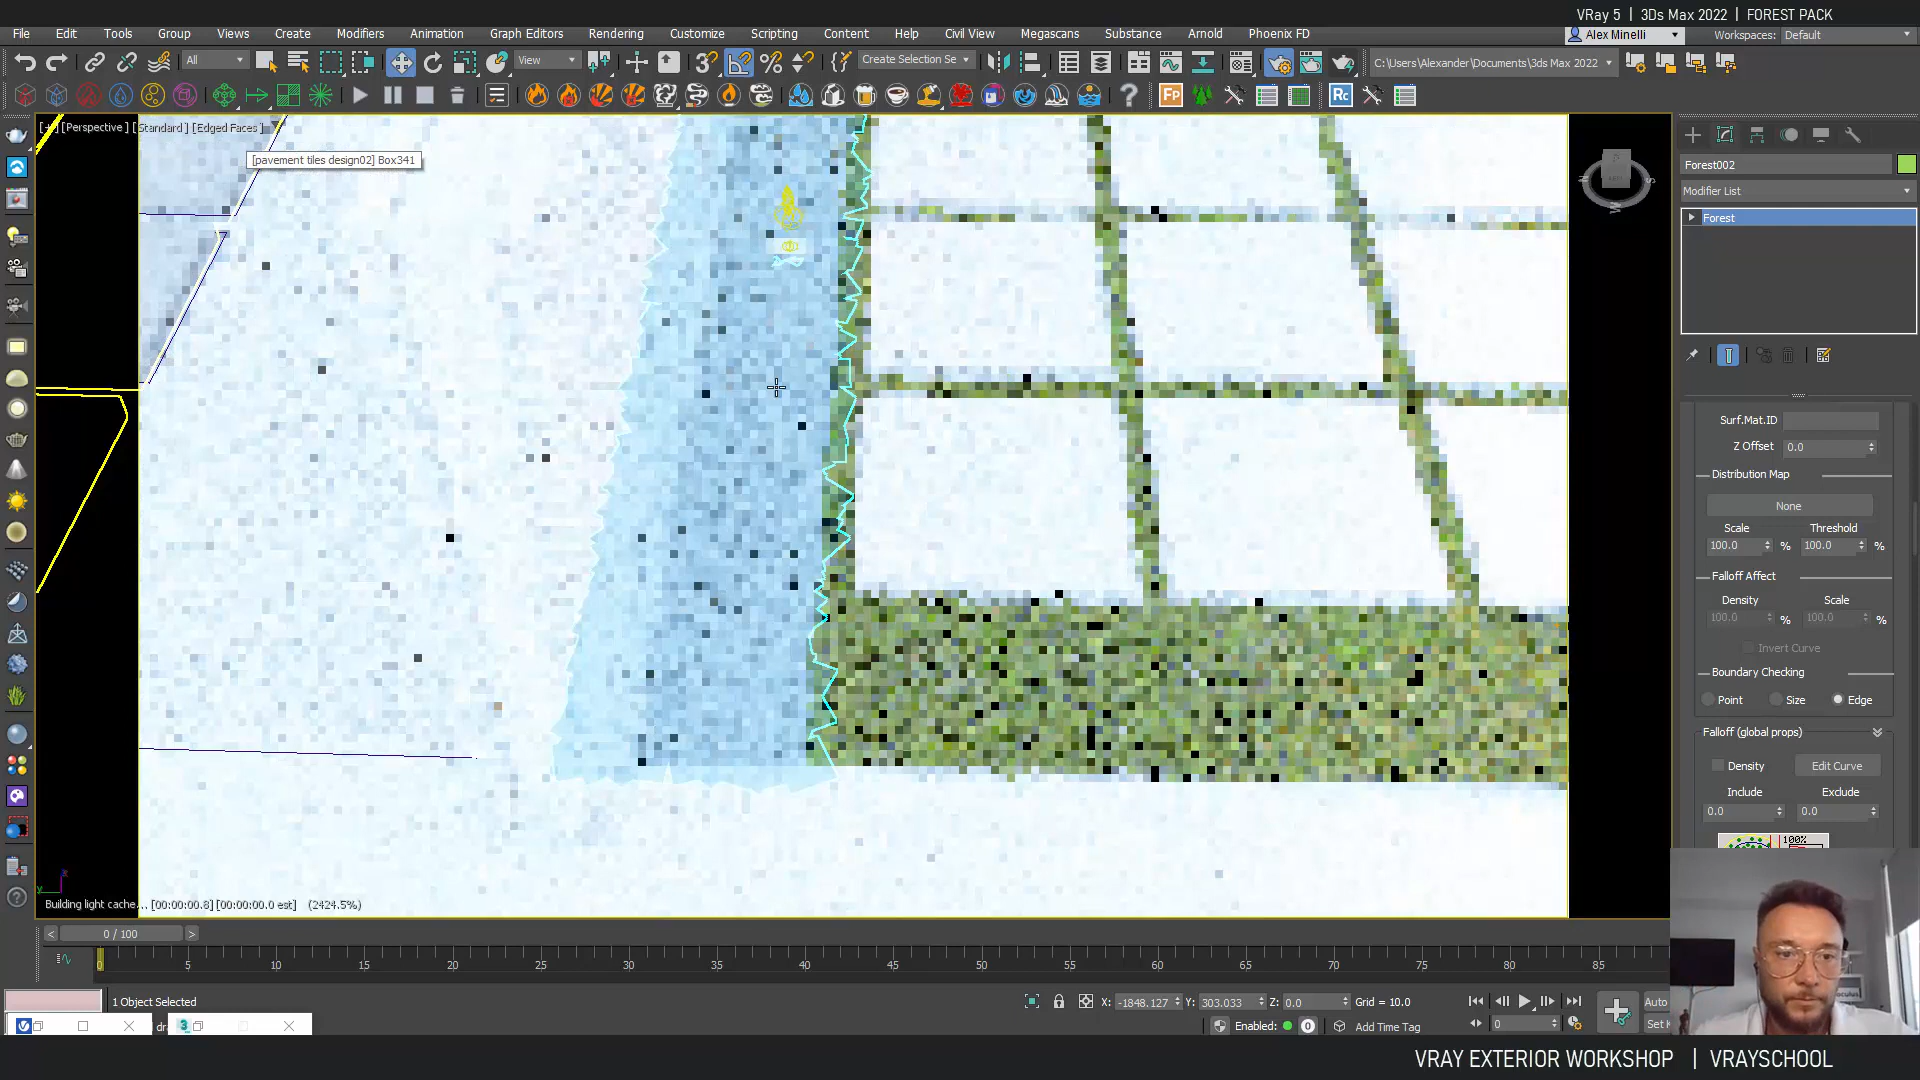 VRay 5 | 3Ds Max 2022 | FOREST PACK
File Edit Tools Group Views Create Modifiers Animation Graph Editors Rendering Customize Scripting Content Help Civil View Megascans Substance Arnold Phoenix FD
Alex Minelli Workspaces: Default
All View Create Selection Se C:\Users\Alexander\Documents\3ds Max 2022
Fp Rc
[+] [Perspective ] [Standard ] [Edged Faces ]
[pavement tiles design02] Box341
Forest002
Modifier List
Forest
Surf.Mat.ID
Z Offset 0.0
Distribution Map
None
Scale Threshold
100.0 % 100.0 %
Falloff Affect
Density Scale
100.0 % 100.0 %
Invert Curve
Boundary Checking
Point Size Edge
Falloff (global props)
Density Edit Curve
Include Exclude
0.0 0.0
100%
Building light cache... [00:00:00.8] [00:00:00.0 est] (2424.5%)
< 0 / 100 >
0 5 10 15 20 25 30 35 40 45 50 55 60 65 70 75 80 85
1 Object Selected
X: -1848.127 Y: 303.033 Z: 0.0 Grid = 10.0 Auto
Enabled: 0 Add Time Tag 0 Set K
VRAY EXTERIOR WORKSHOP | VRAYSCHOOL